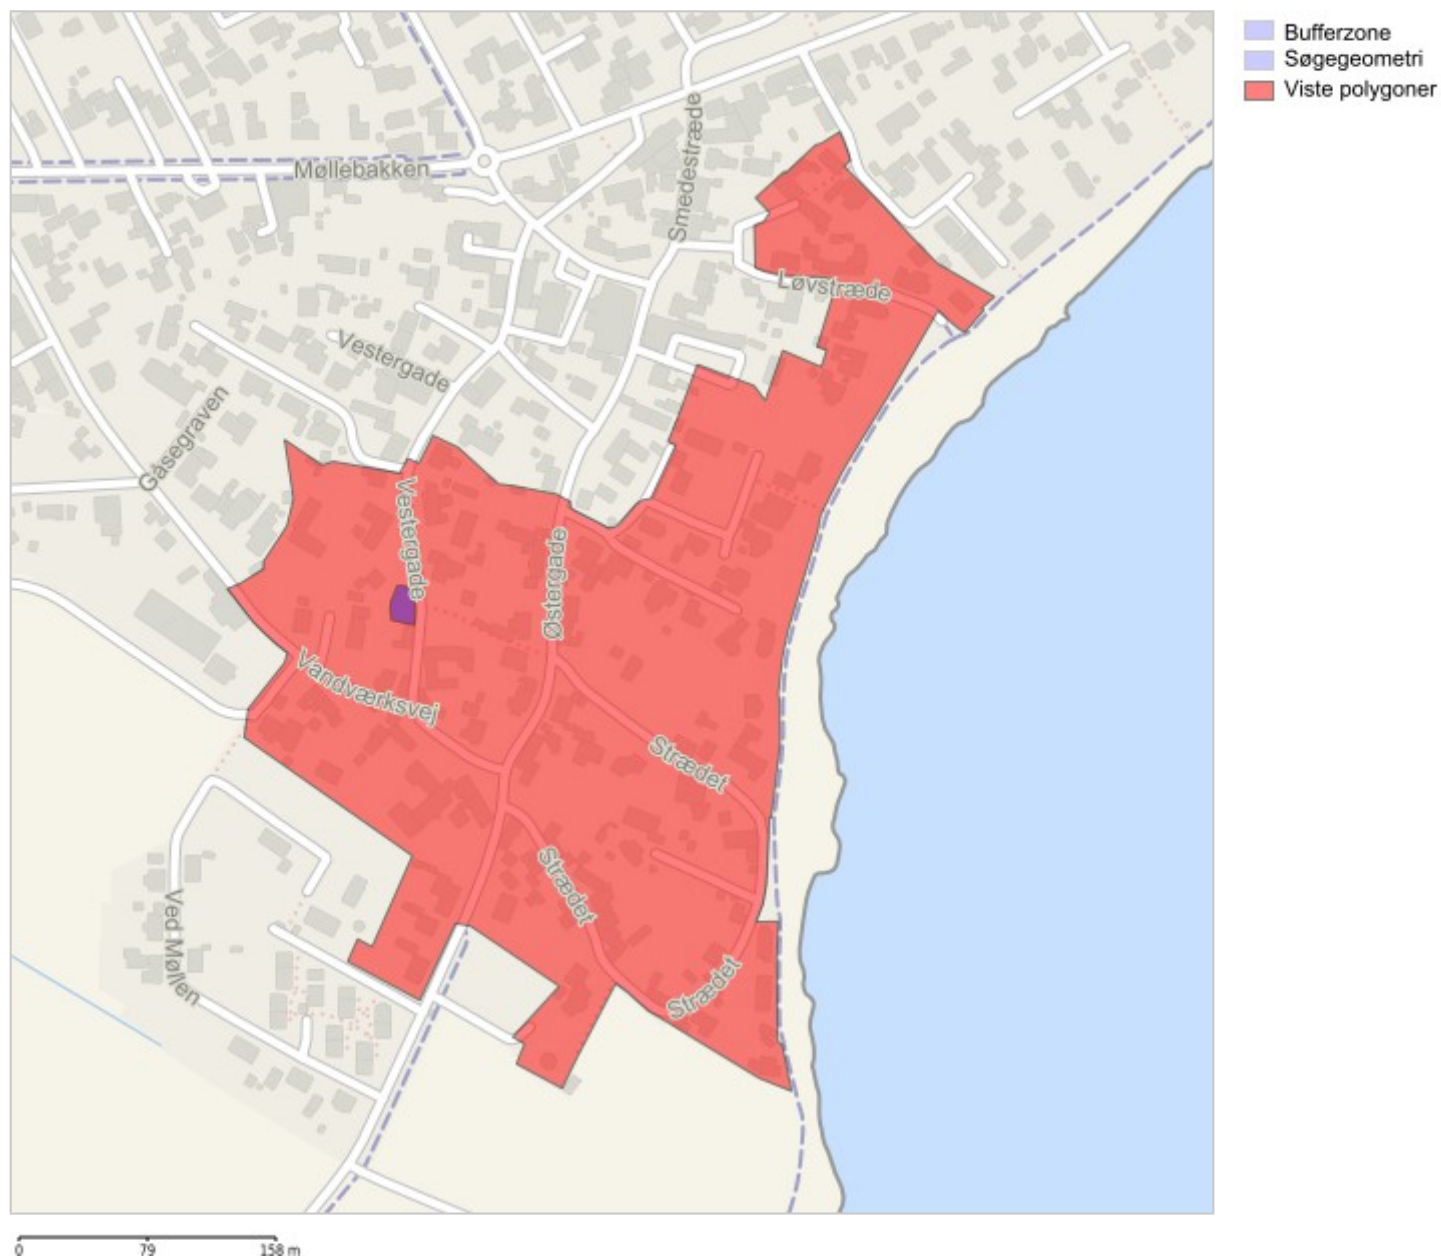 Bufferzone
Søgegeometri
Viste polygoner
Møllebakken
Smedestræde
Løvstræde
Vestergade
Gåsegraven
Vestergade
Østergade
Vandværksvej
Strædet
Strædet
Ved Møllen
Strædet
0 79 158 m